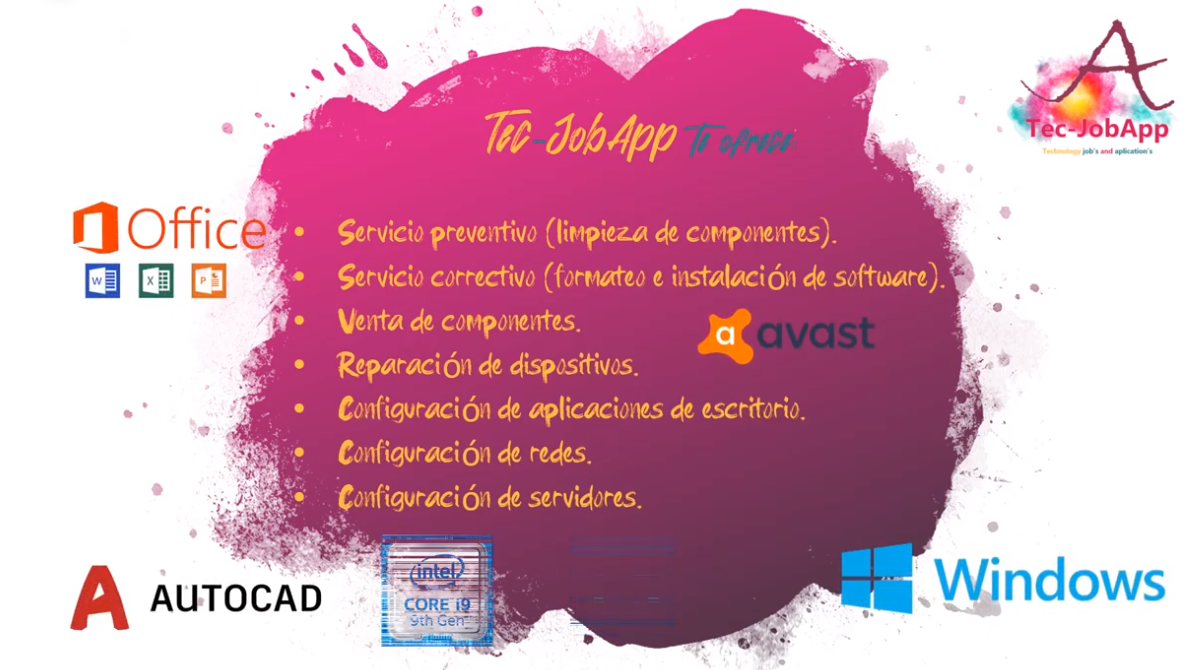 Tec-JobApp Te ofrece:
A
Tec-JobApp
Technology job's and aplication's
Office
W X P
• Servicio preventivo (limpieza de componentes).
• Servicio correctivo (formateo e instalación de software).
• Venta de componentes.
a avast
• Reparación de dispositivos.
• Configuración de aplicaciones de escritorio.
• Configuración de redes.
• Configuración de servidores.
A AUTOCAD
intel
CORE i9
9th Gen
Windows